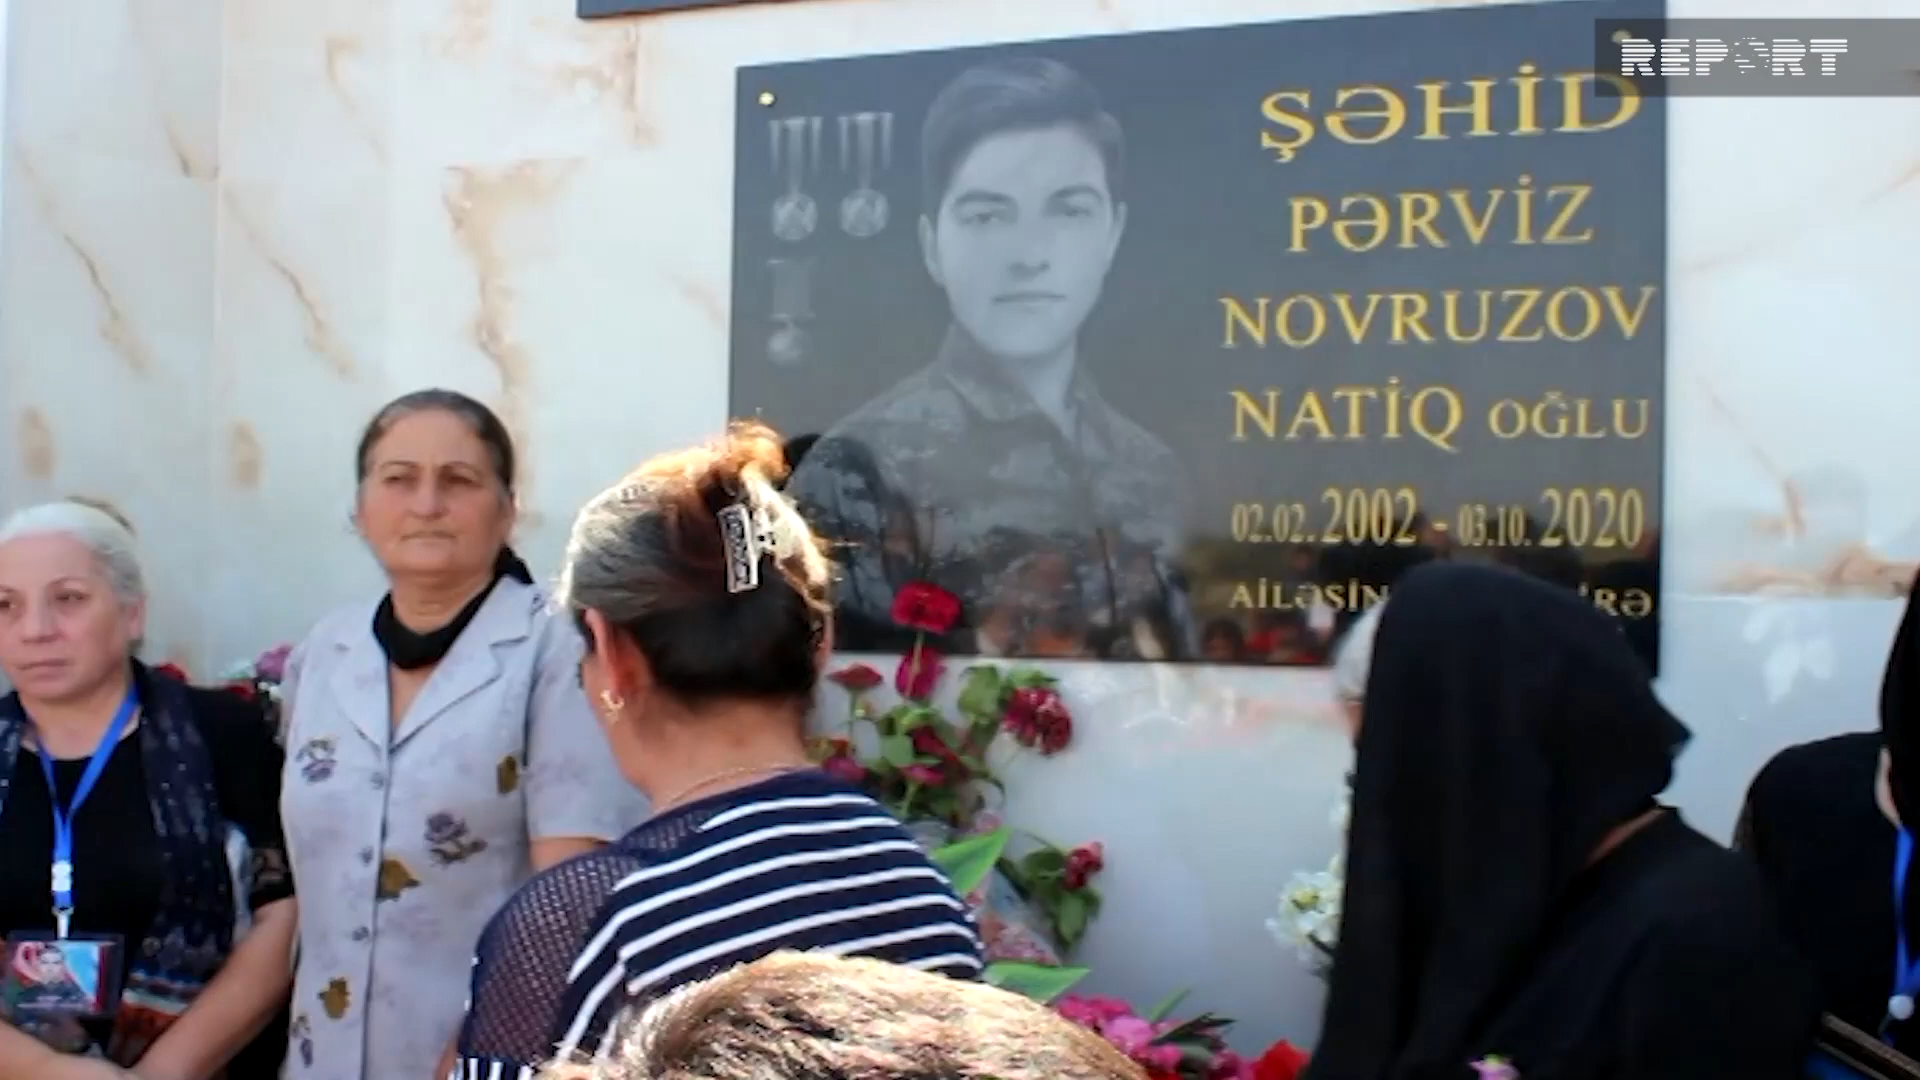 REPORT
ŞƏHİD
PƏRVİZ
NOVRUZOV
NATİQ OĞLU
02.02.2002 - 03.10.2020